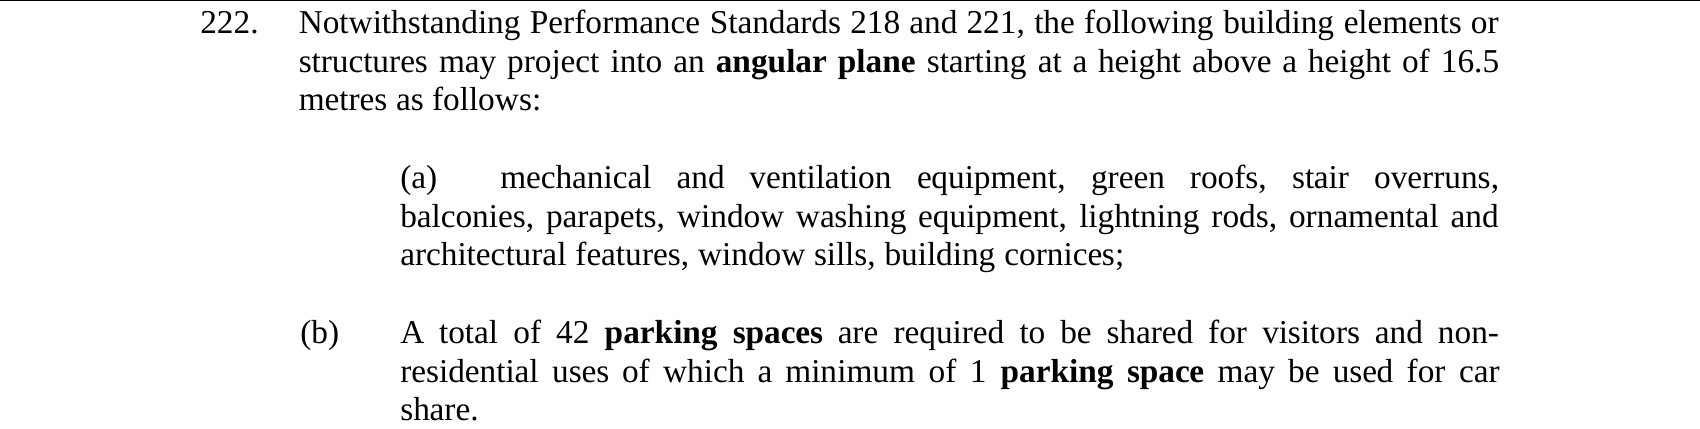 222. Notwithstanding Performance Standards 218 and 221, the following building elements or
structures may project into an angular plane starting at a height above a height of 16.5
metres as follows:
(a) mechanical and ventilation equipment, green roofs, stair overruns,
balconies, parapets, window washing equipment, lightning rods, ornamental and
architectural features, window sills, building cornices;
(b) A total of 42 parking spaces are required to be shared for visitors and non-
residential uses of which a minimum of 1 parking space may be used for car
share.